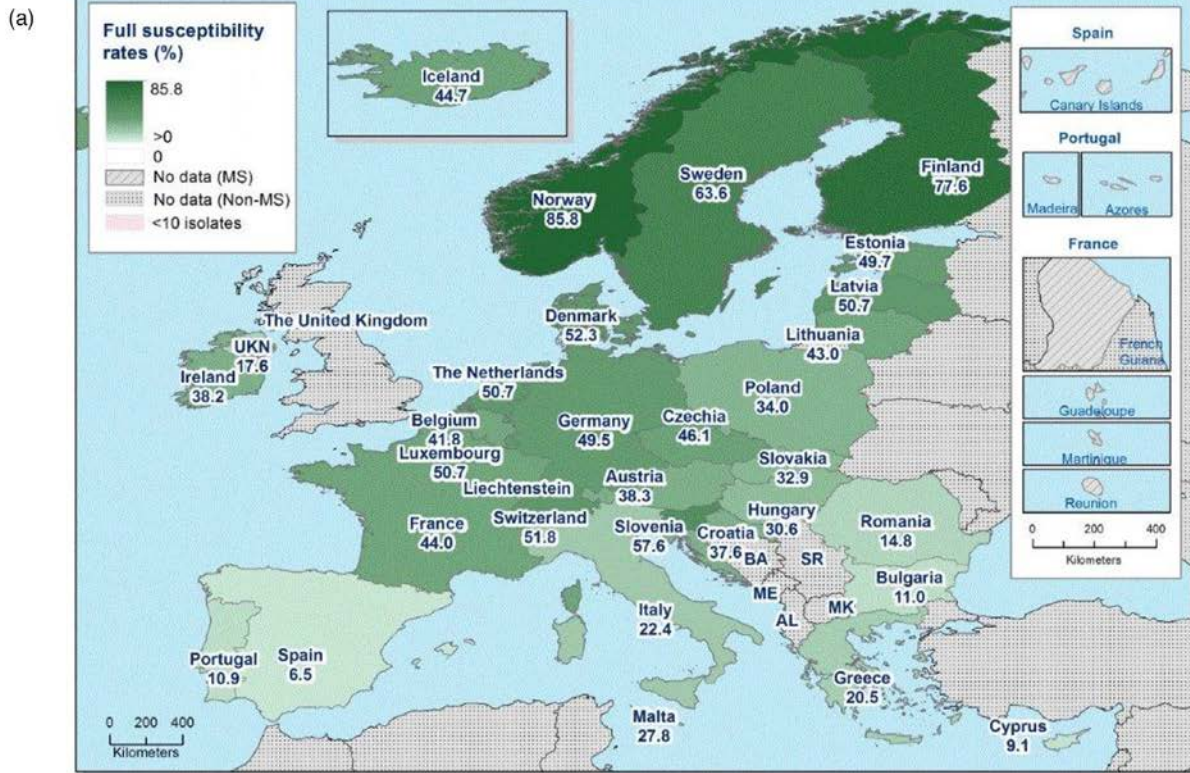 (a)
Full susceptibility
rates (%)
85.8
>0
0
No data (MS)
No data (Non-MS)
<10 isolates
Iceland
44.7
Norway
85.8
Sweden
63.6
Finland
77.6
Estonia
49.7
Latvia
50.7
Lithuania
43.0
Denmark
52.3
The United Kingdom
UKN
17.6
Ireland
38.2
The Netherlands
50.7
Belgium
41.8
Luxembourg
50.7
Liechtenstein
Germany
49.5
Poland
34.0
Czechia
46.1
Slovakia
32.9
Austria
38.3
Hungary
30.6
France
44.0
Switzerland
51.8
Slovenia
57.6
Croatia
37.6
BA
SR
ME
MK
AL
Romania
14.8
Bulgaria
11.0
Italy
22.4
Portugal
10.9
Spain
6.5
Greece
20.5
Malta
27.8
Cyprus
9.1
0 200 400
Kilometers
Spain
Canary Islands
Portugal
Madeira
Azores
France
French
Guiana
Guadeloupe
Martinique
Reunion
0 200 400
Kilometers